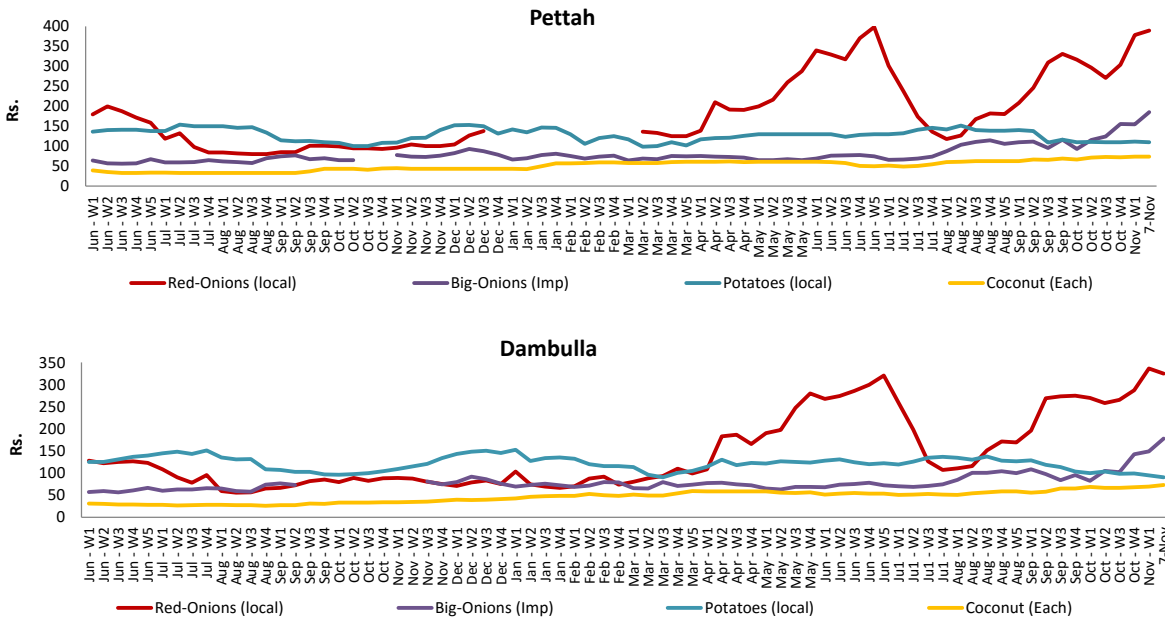 Pettah
400
350
300
250
200
150
100
50
0
Rs.
Jun - W1
Jun - W2
Jun - W3
Jun - W4
Jun - W5
Jul - W1
Jul - W2
Jul - W3
Jul - W4
Aug - W1
Aug - W2
Aug - W3
Aug - W4
Sep - W1
Sep - W2
Sep - W3
Sep - W4
Oct - W1
Oct - W2
Oct - W3
Oct - W4
Nov - W1
Nov - W2
Nov - W3
Nov - W4
Dec - W1
Dec - W2
Dec - W3
Jan - W1
Jan - W2
Jan - W3
Jan - W4
Feb - W1
Feb - W2
Feb - W3
Feb - W4
Mar - W1
Mar - W2
Mar - W3
Mar - W4
Apr - W1
Apr - W2
Apr - W3
Apr - W4
May - W1
May - W2
May - W3
May - W4
Jun - W1
Jun - W2
Jun - W3
Jun - W4
Jun - W5
Jul - W1
Jul - W2
Jul - W3
Jul - W4
Aug - W1
Aug - W2
Aug - W3
Aug - W4
Aug - W5
Sep - W1
Sep - W2
Sep - W3
Sep - W4
Oct - W1
Oct - W2
Oct - W3
Oct - W4
Nov - W1
7-Nov
Red-Onions (local) Big-Onions (Imp) Potatoes (local) Coconut (Each)
Dambulla
350
300
250
200
150
100
50
0
Rs.
Jun - W1
Jun - W2
Jun - W3
Jun - W4
Jun - W5
Jul - W1
Jul - W2
Jul - W3
Jul - W4
Aug - W1
Aug - W2
Aug - W3
Aug - W4
Sep - W1
Sep - W2
Sep - W3
Sep - W4
Oct - W1
Oct - W2
Oct - W3
Oct - W4
Nov - W1
Nov - W2
Nov - W3
Nov - W4
Dec - W1
Dec - W2
Dec - W3
Jan - W1
Jan - W2
Jan - W3
Jan - W4
Feb - W1
Feb - W2
Feb - W3
Feb - W4
Mar - W1
Mar - W2
Mar - W3
Mar - W4
Mar - W5
Apr - W1
Apr - W2
Apr - W3
Apr - W4
May - W1
May - W2
May - W3
May - W4
Jun - W1
Jun - W2
Jun - W3
Jun - W4
Jun - W5
Jul - W1
Jul - W2
Jul - W3
Jul - W4
Aug - W1
Aug - W2
Aug - W3
Aug - W4
Aug - W5
Sep - W1
Sep - W2
Sep - W3
Sep - W4
Oct - W1
Oct - W2
Oct - W3
Oct - W4
Nov - W1
7-Nov
Red-Onions (local) Big-Onions (Imp) Potatoes (local) Coconut (Each)